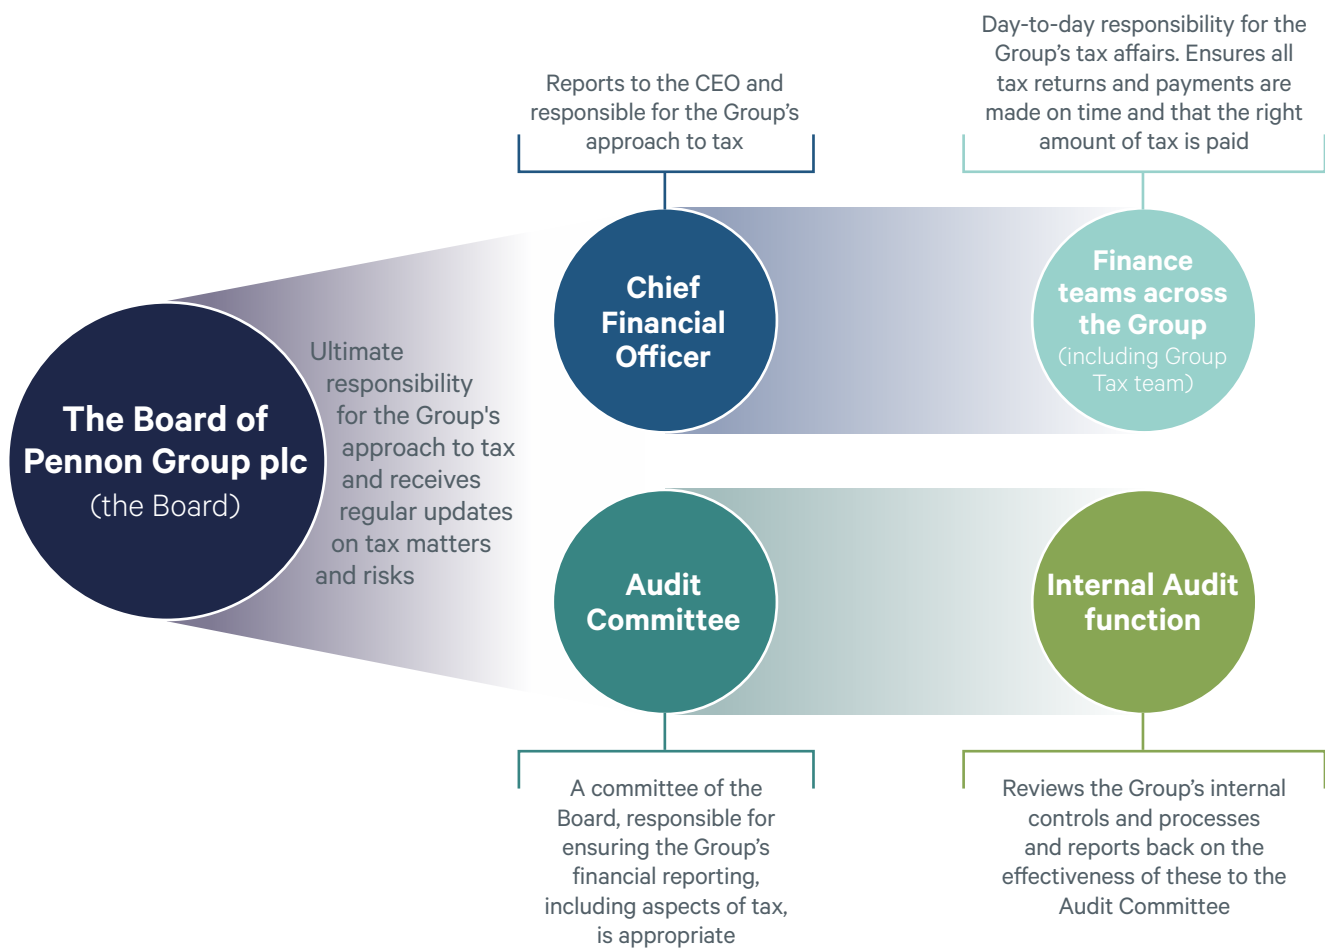 The Board of
Pennon Group plc
(the Board)
Ultimate
responsibility
for the Group's
approach to tax
and receives
regular updates
on tax matters
and risks
Reports to the CEO and
responsible for the Group’s
approach to tax
Chief
Financial
Officer
Day-to-day responsibility for the
Group’s tax affairs. Ensures all
tax returns and payments are
made on time and that the right
amount of tax is paid
Finance
teams across
the Group
(including Group
Tax team)
Audit
Committee
A committee of the
Board, responsible for
ensuring the Group’s
financial reporting,
including aspects of tax,
is appropriate
Internal Audit
function
Reviews the Group’s internal
controls and processes
and reports back on the
effectiveness of these to the
Audit Committee